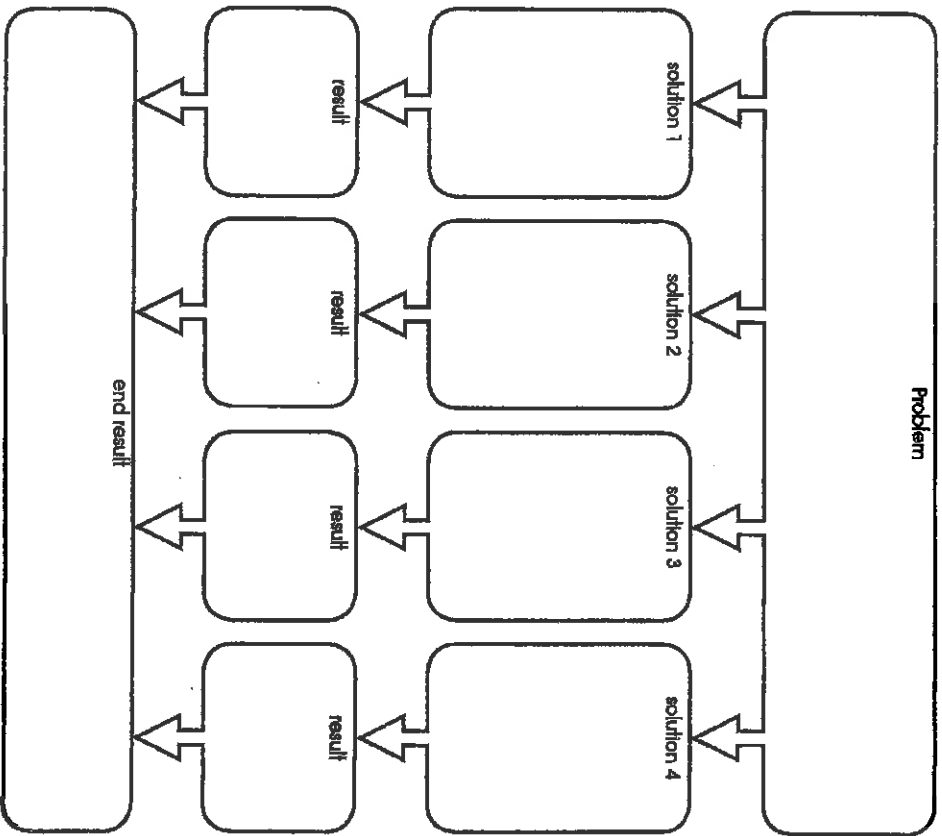 Problem
solution 1
solution 2
solution 3
solution 4
result
result
result
result
end result